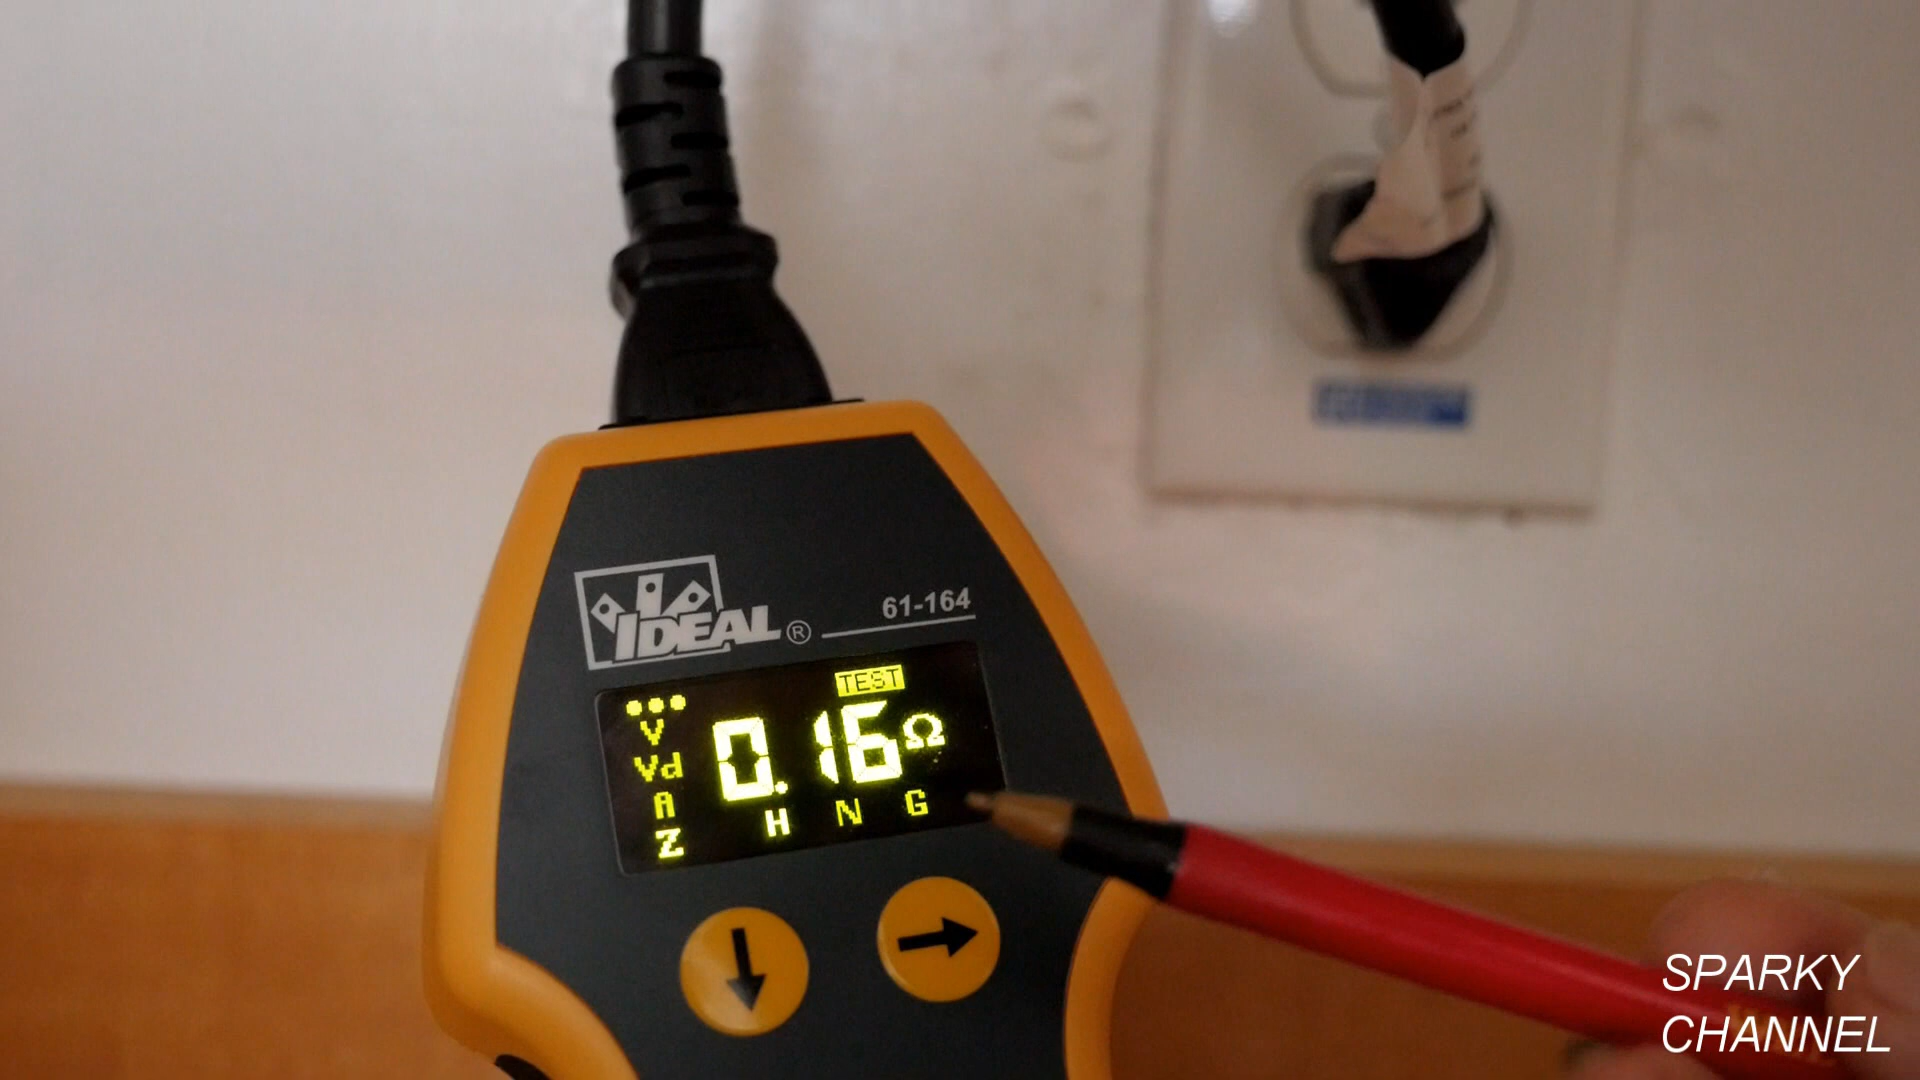 IDEAL®
61-164
TEST
V
0.16Ω
Vd
A
H N G
Z
SPARKY
CHANNEL